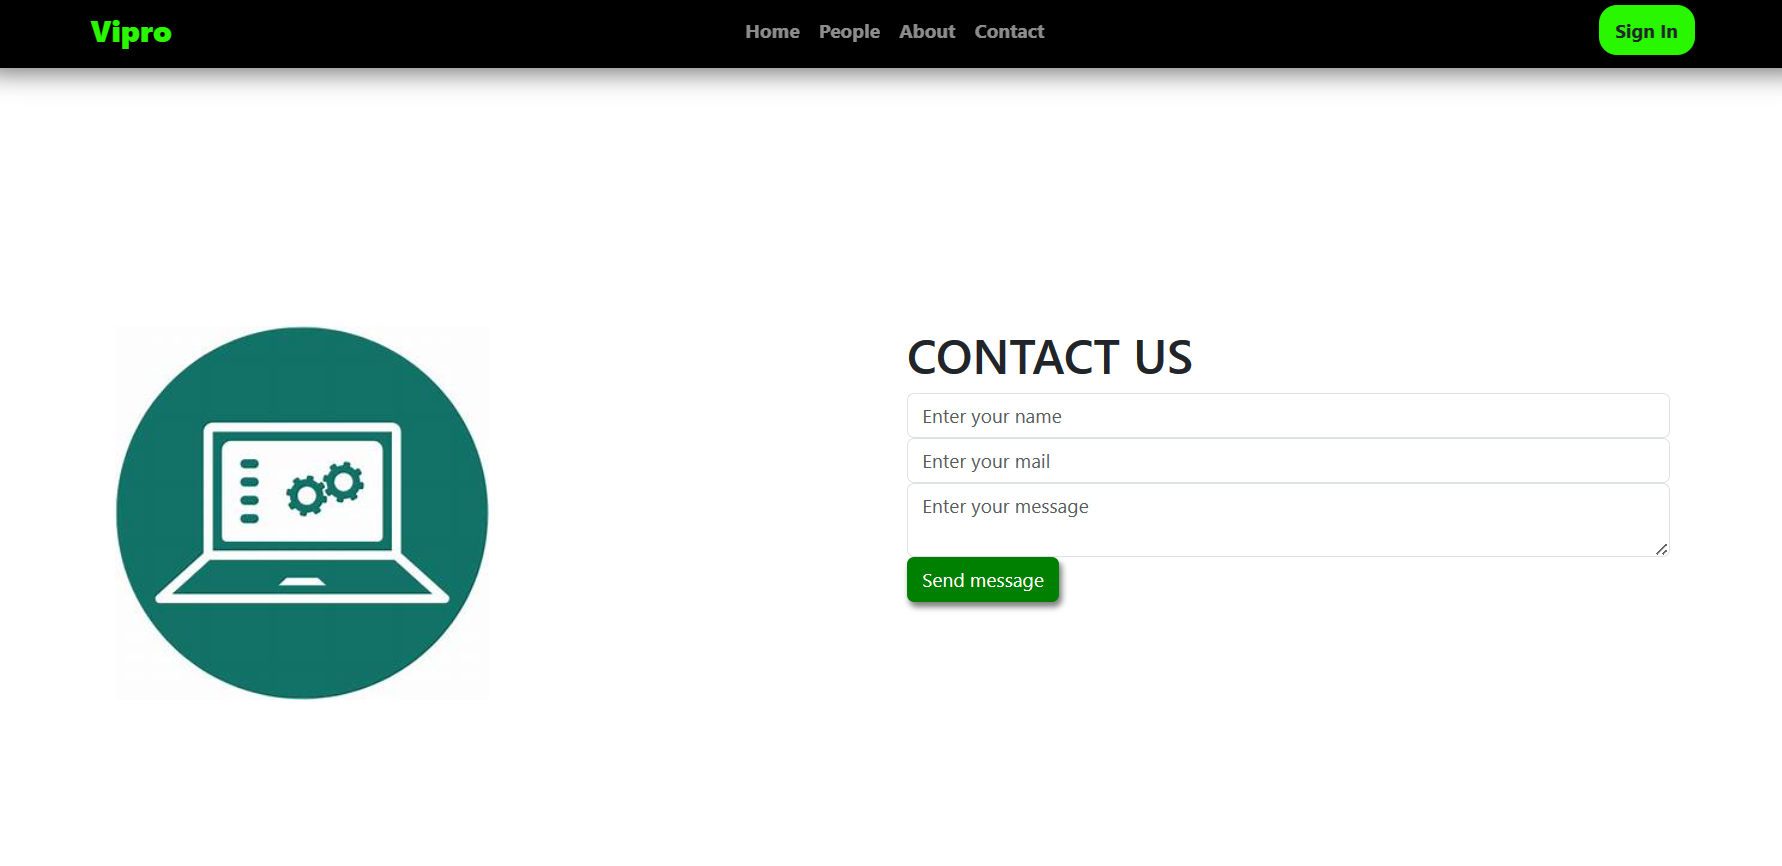 Vipro
Home People About Contact
Sign In
CONTACT US
Enter your name
Enter your mail
Enter your message
Send message